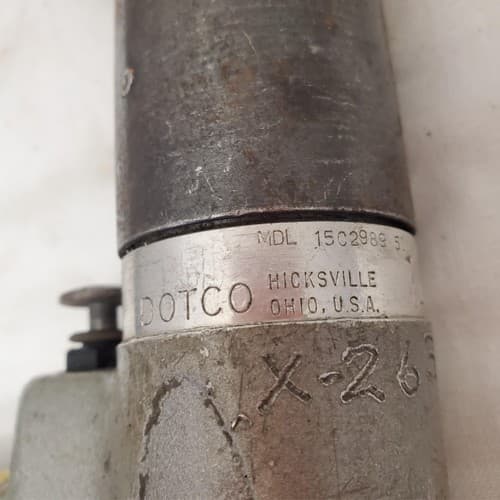 MDL 15C2989 5
DOTCO HICKSVILLE
OHIO, U.S.A.
X-26